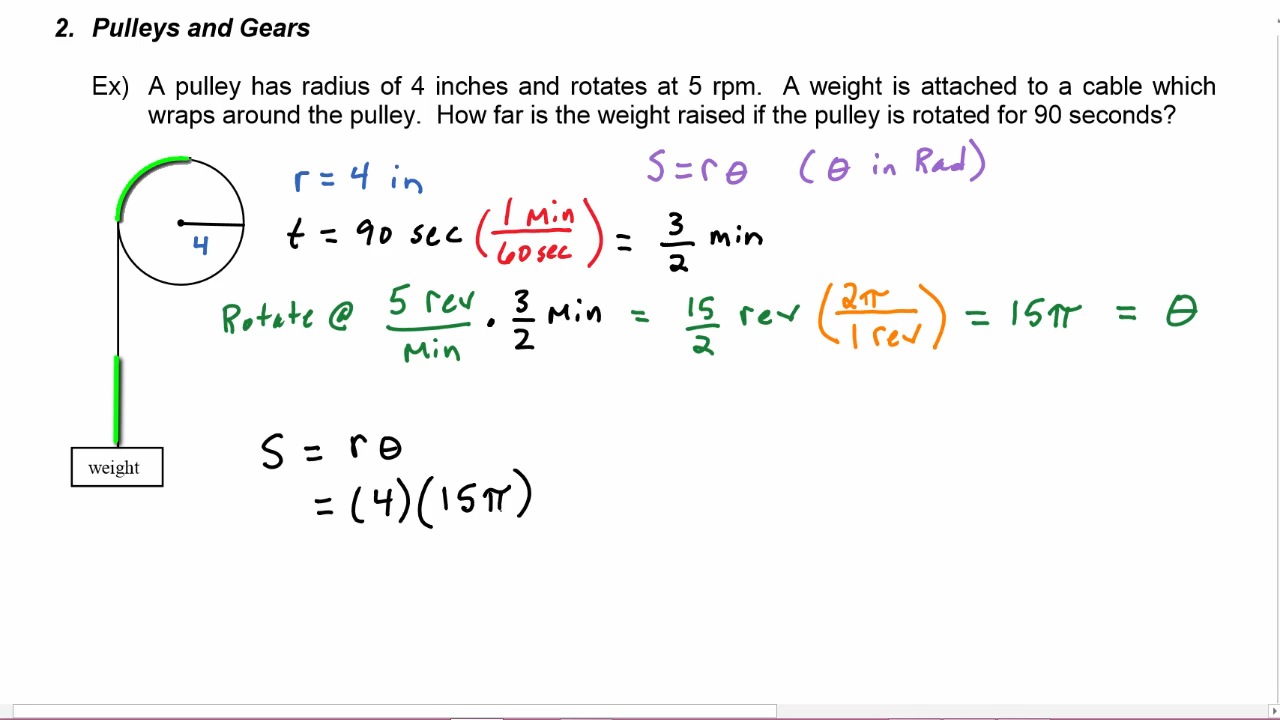 2. Pulleys and Gears
Ex) A pulley has radius of 4 inches and rotates at 5 rpm. A weight is attached to a cable which
wraps around the pulley. How far is the weight raised if the pulley is rotated for 90 seconds?
S = r θ (θ in Rad)
r = 4 in
4
t = 90 sec (1 Min / 60 sec) = 3/2 min
Rotate @ 5 rev / Min · 3/2 Min = 15/2 rev (2π / 1 rev) = 15π = θ
S = r θ
= (4)(15π)
weight